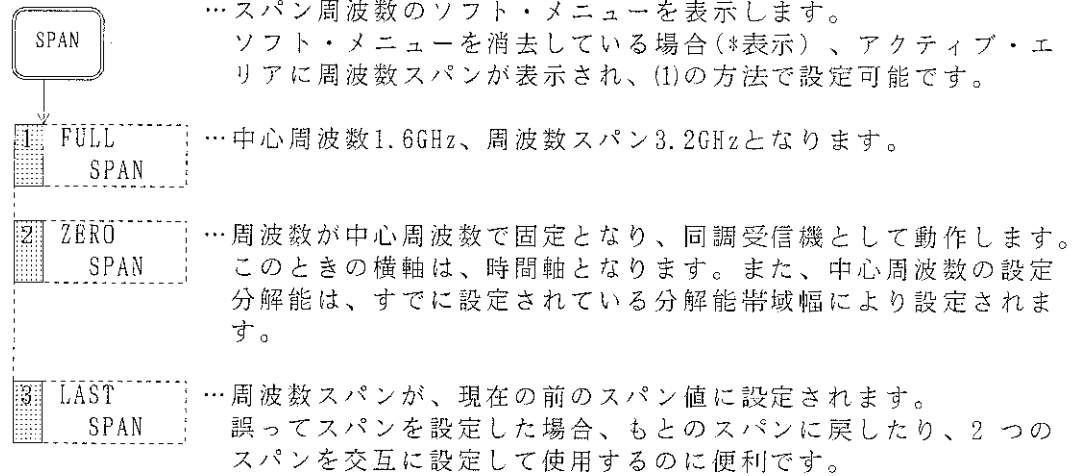 SPAN …スパン周波数のソフト・メニューを表示します。
ソフト・メニューを消去している場合(*表示)、アクティブ・エ
リアに周波数スパンが表示され、(1)の方法で設定可能です。
1 FULL SPAN …中心周波数1.6GHz、周波数スパン3.2GHzとなります。
2 ZERO SPAN …周波数が中心周波数で固定となり、同調受信機として動作します。
このときの横軸は、時間軸となります。また、中心周波数の設定
分解能は、すでに設定されている分解能帯域幅により設定されま
す。
3 LAST SPAN …周波数スパンが、現在の前のスパン値に設定されます。
誤ってスパンを設定した場合、もとのスパンに戻したり、2 つの
スパンを交互に設定して使用するのに便利です。